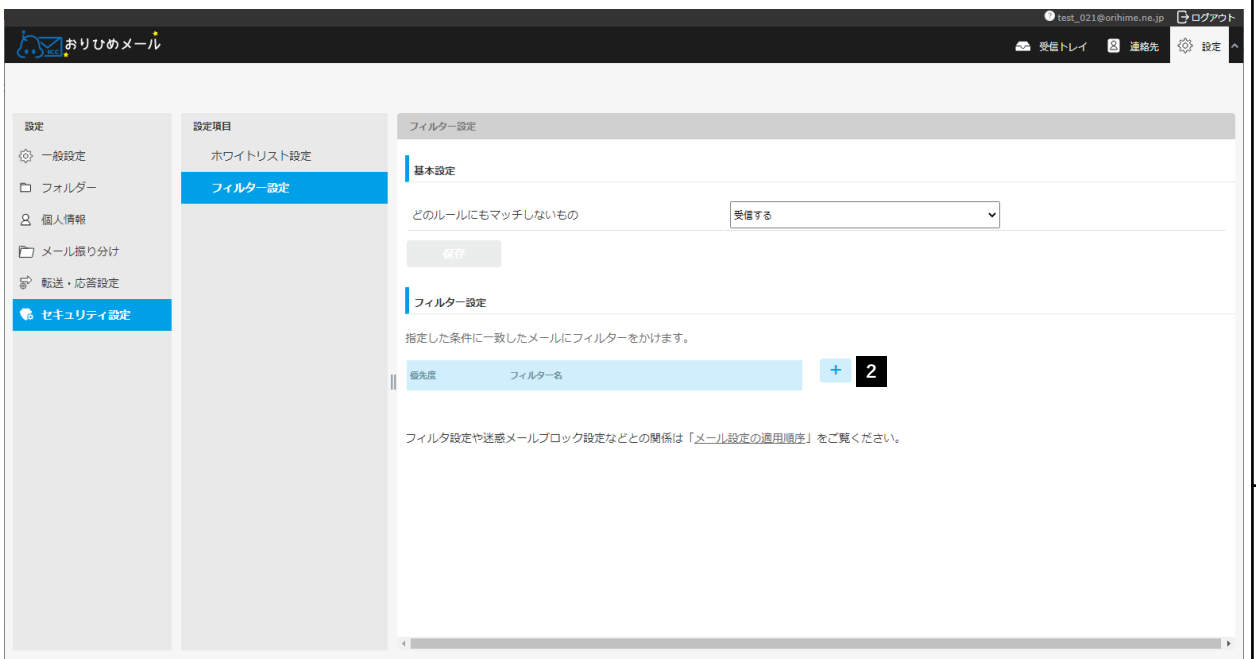 test_021@orihime.ne.jp ログアウト
ICC おりひめメール
受信トレイ 連絡先 設定
設定
一般設定
フォルダー
個人情報
メール振り分け
転送・応答設定
セキュリティ設定
設定項目
ホワイトリスト設定
フィルター設定
フィルター設定
基本設定
どのルールにもマッチしないもの 受信する
保存
フィルター設定
指定した条件に一致したメールにフィルターをかけます。
優先度 フィルター名 + 2
フィルタ設定や迷惑メールブロック設定などとの関係は「メール設定の適用順序」をご覧ください。